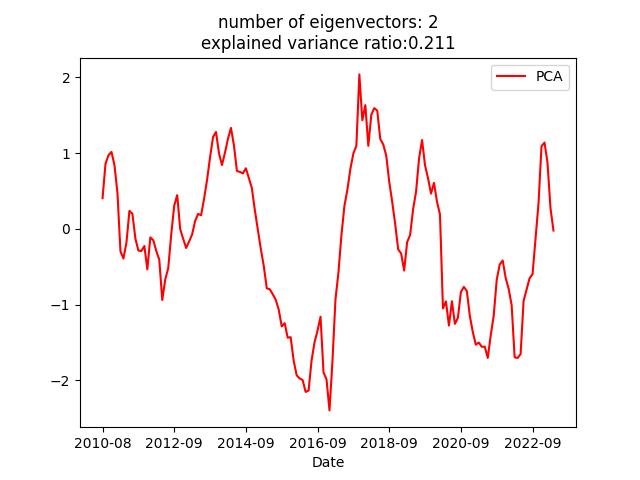 number of eigenvectors: 2
explained variance ratio:0.211
PCA
2
1
0
−1
−2
2010-08 2012-09 2014-09 2016-09 2018-09 2020-09 2022-09
Date